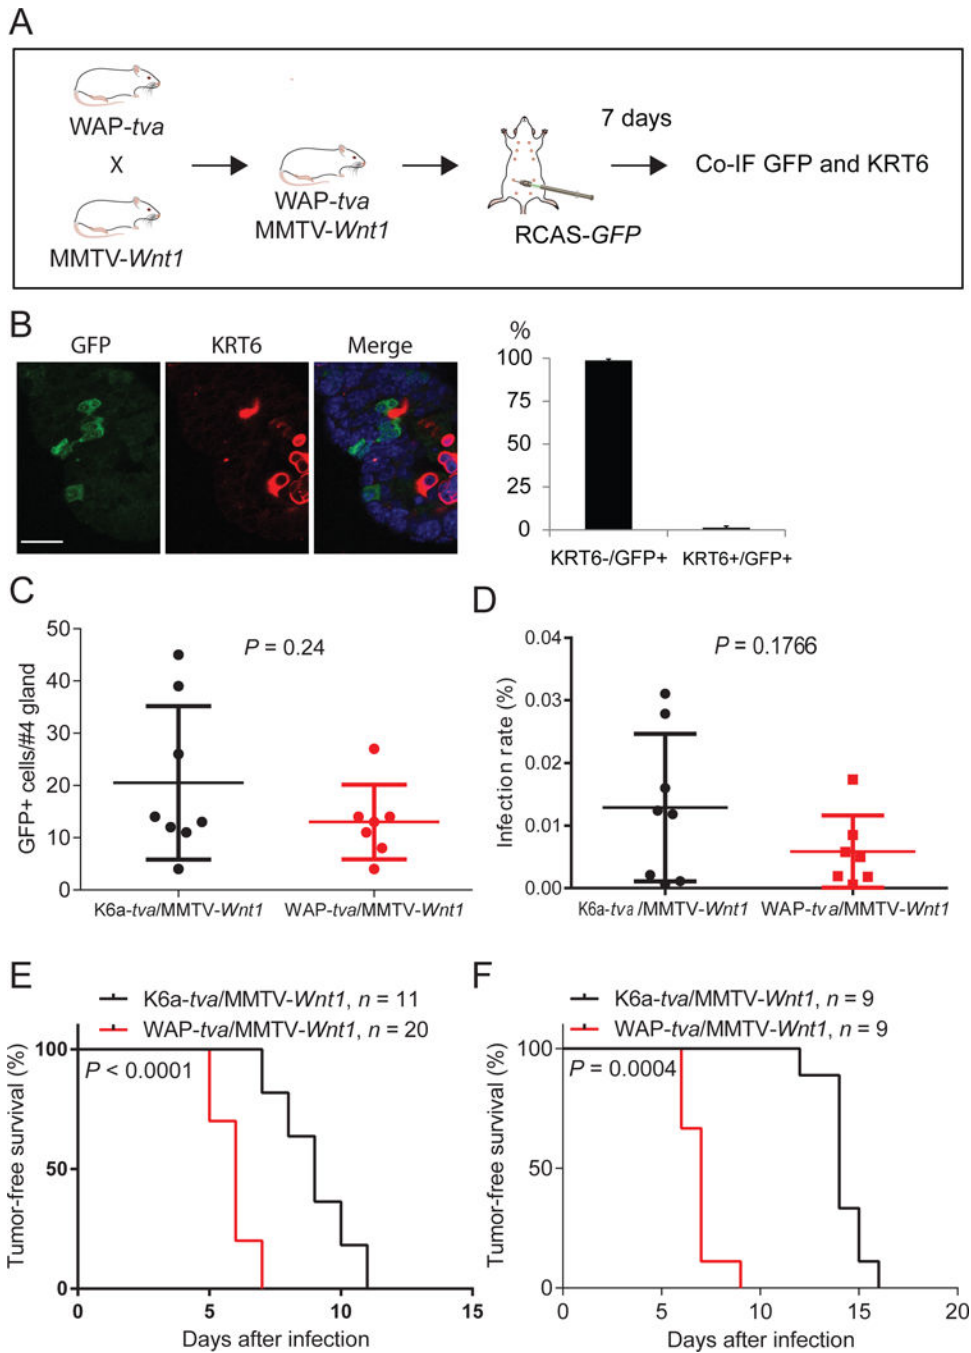 A
WAP-tva
X
MMTV-Wnt1
WAP-tva
MMTV-Wnt1
RCAS-GFP
7 days
Co-IF GFP and KRT6
B
GFP KRT6 Merge
%
100
75
50
25
0
KRT6-/GFP+ KRT6+/GFP+
C
GFP+ cells/#4 gland
50
40
30
20
10
0
P = 0.24
K6a-tva/MMTV-Wnt1 WAP-tva/MMTV-Wnt1
D
Infection rate (%)
0.04
0.03
0.02
0.01
0.00
P = 0.1766
K6a-tva/MMTV-Wnt1 WAP-tva/MMTV-Wnt1
E
K6a-tva/MMTV-Wnt1, n = 11
WAP-tva/MMTV-Wnt1, n = 20
Tumor-free survival (%)
100
50
0
P < 0.0001
0 5 10 15
Days after infection
F
K6a-tva/MMTV-Wnt1, n = 9
WAP-tva/MMTV-Wnt1, n = 9
Tumor-free survival (%)
100
50
0
P = 0.0004
0 5 10 15 20
Days after infection